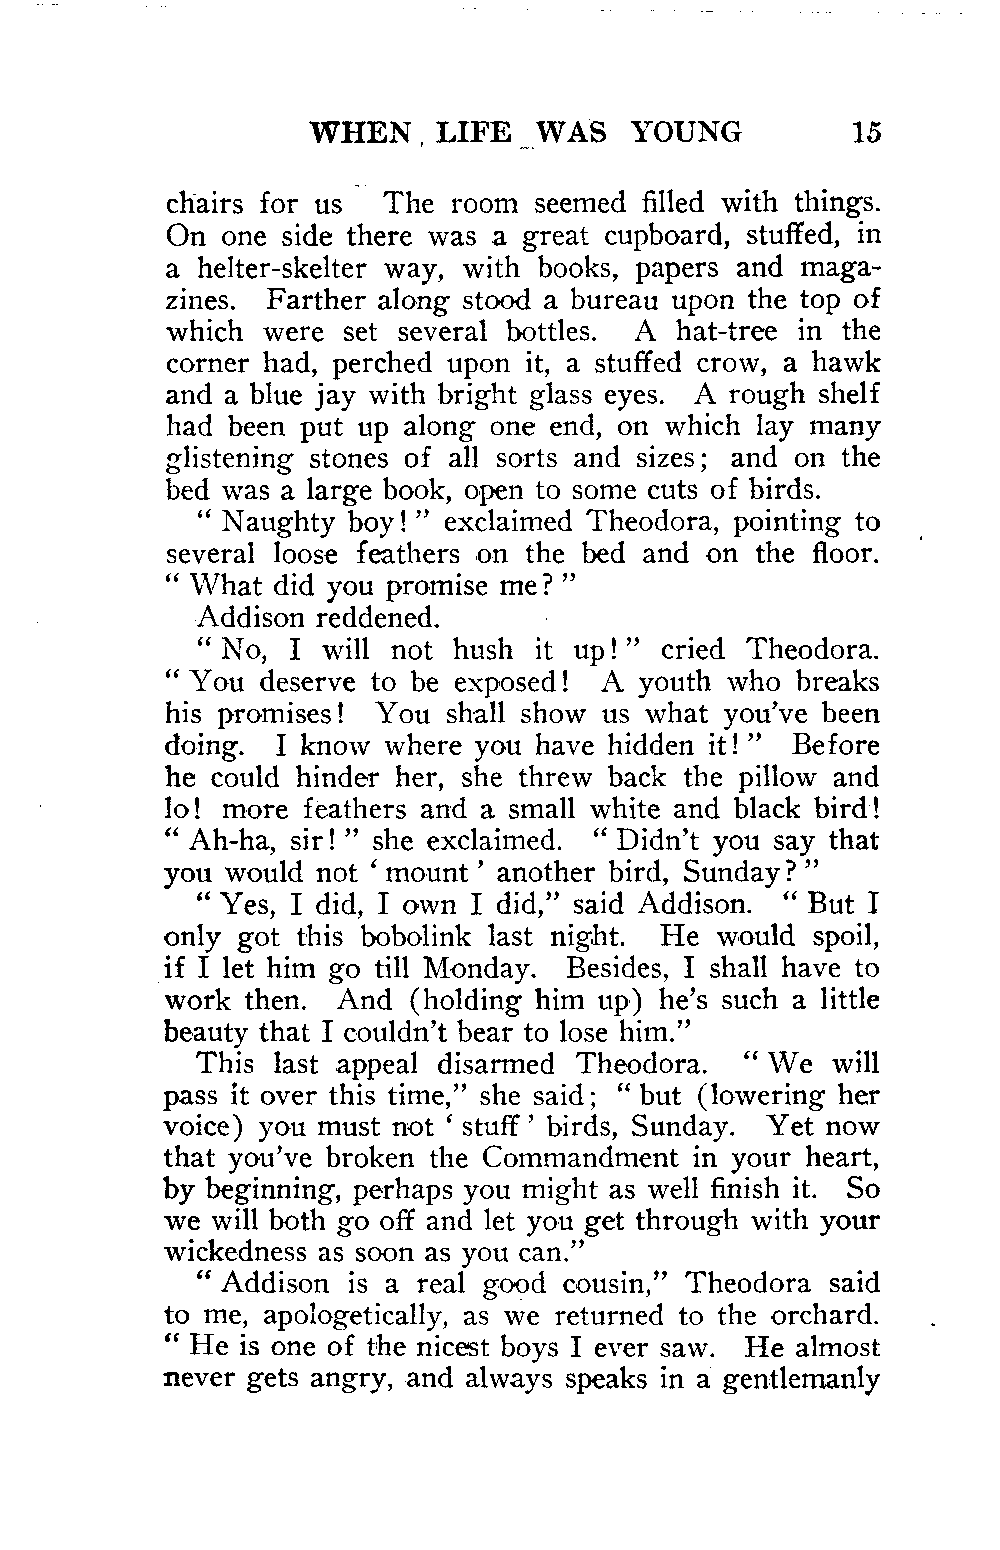 WHEN LIFE WAS YOUNG 15
chairs for us The room seemed filled with things.
On one side there was a great cupboard, stuffed, in
a helter-skelter way, with books, papers and maga-
zines. Farther along stood a bureau upon the top of
which were set several bottles. A hat-tree in the
corner had, perched upon it, a stuffed crow, a hawk
and a blue jay with bright glass eyes. A rough shelf
had been put up along one end, on which lay many
glistening stones of all sorts and sizes; and on the
bed was a large book, open to some cuts of birds.
“ Naughty boy! ” exclaimed Theodora, pointing to
several loose feathers on the bed and on the floor.
“ What did you promise me? ”
Addison reddened.
“ No, I will not hush it up! ” cried Theodora.
“ You deserve to be exposed! A youth who breaks
his promises! You shall show us what you've been
doing. I know where you have hidden it! ” Before
he could hinder her, she threw back the pillow and
lo! more feathers and a small white and black bird!
“ Ah-ha, sir! ” she exclaimed. “ Didn't you say that
you would not ‘ mount ’ another bird, Sunday? ”
“ Yes, I did, I own I did,” said Addison. “ But I
only got this bobolink last night. He would spoil,
if I let him go till Monday. Besides, I shall have to
work then. And (holding him up) he's such a little
beauty that I couldn't bear to lose him.”
This last appeal disarmed Theodora. “ We will
pass it over this time,” she said; “ but (lowering her
voice) you must not ‘ stuff ’ birds, Sunday. Yet now
that you've broken the Commandment in your heart,
by beginning, perhaps you might as well finish it. So
we will both go off and let you get through with your
wickedness as soon as you can.”
“ Addison is a real good cousin,” Theodora said
to me, apologetically, as we returned to the orchard.
“ He is one of the nicest boys I ever saw. He almost
never gets angry, and always speaks in a gentlemanly